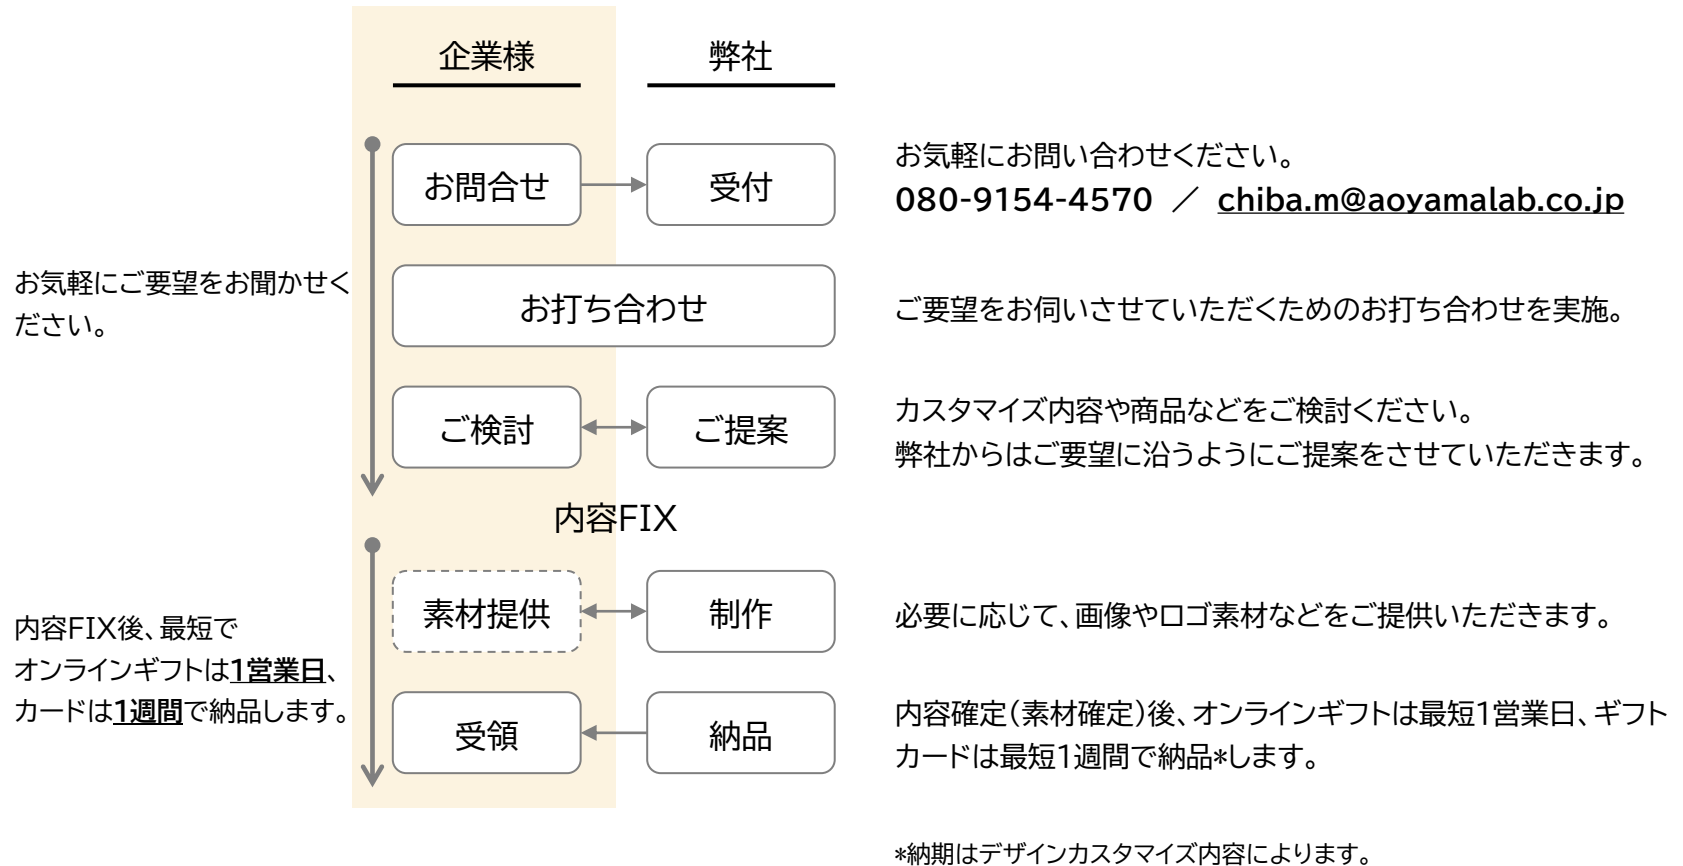 企業様
弊社
お問合せ
受付
お気軽にお問い合わせください。
080-9154-4570 ／ chiba.m@aoyamalab.co.jp
お気軽にご要望をお聞かせく
ださい。
お打ち合わせ
ご要望をお伺いさせていただくためのお打ち合わせを実施。
ご検討
ご提案
カスタマイズ内容や商品などをご検討ください。
弊社からはご要望に沿うようにご提案をさせていただきます。
内容FIX
内容FIX後、最短で
オンラインギフトは1営業日、
カードは1週間で納品します。
素材提供
制作
必要に応じて、画像やロゴ素材などをご提供いただきます。
受領
納品
内容確定（素材確定）後、オンラインギフトは最短1営業日、ギフト
カードは最短1週間で納品*します。
*納期はデザインカスタマイズ内容によります。